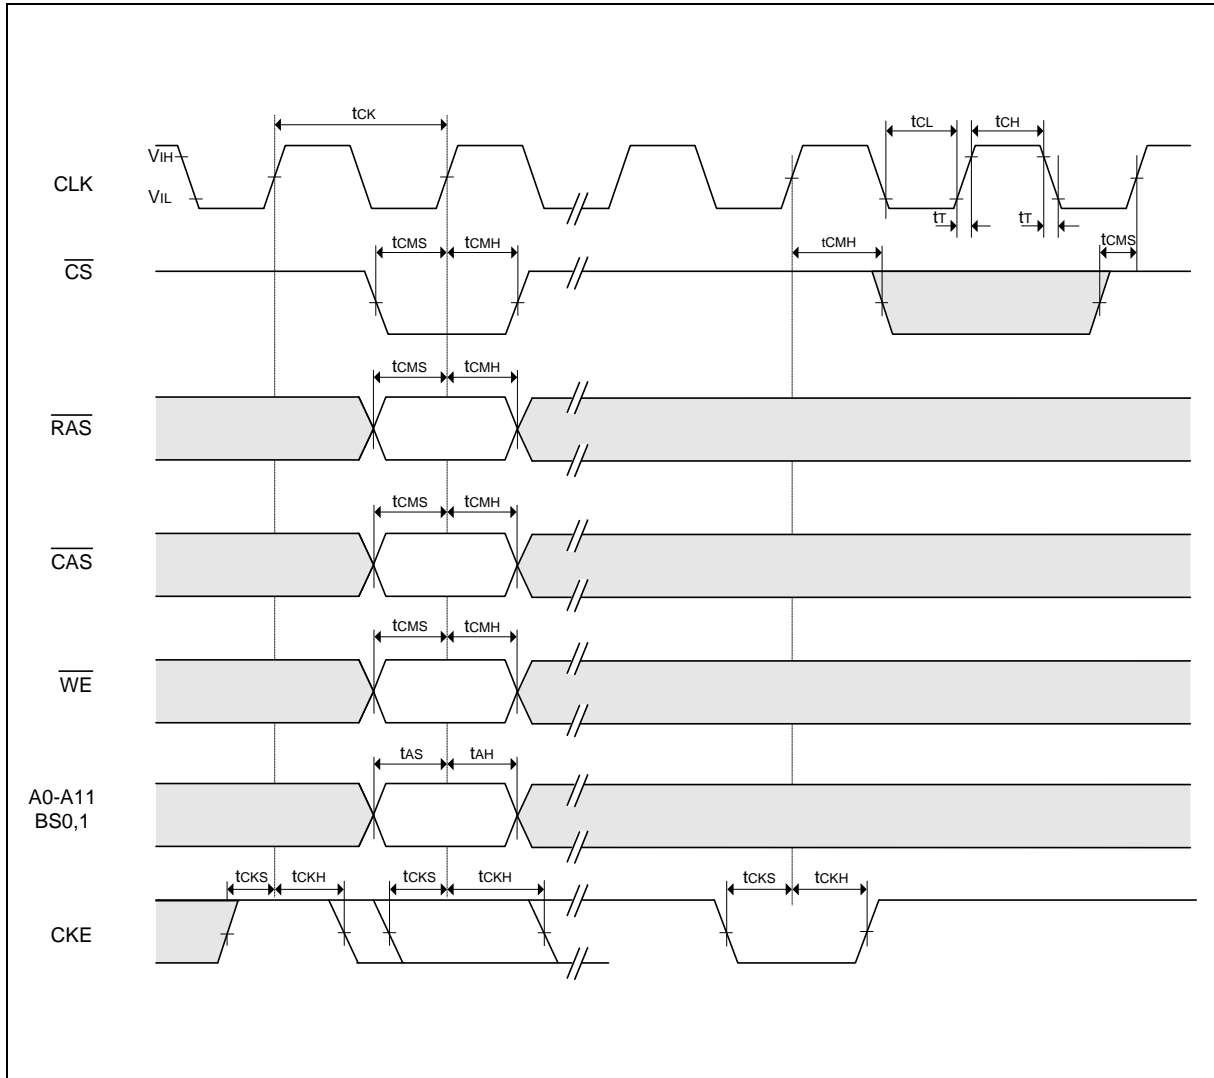 tCK
tCL tCH
VIH
CLK
VIL
tT tT
tCMS tCMH tCMH tCMS
CS
tCMS tCMH
RAS
tCMS tCMH
CAS
tCMS tCMH
WE
tAS tAH
A0-A11
BS0,1
tCKS tCKH tCKS tCKH tCKS tCKH
CKE